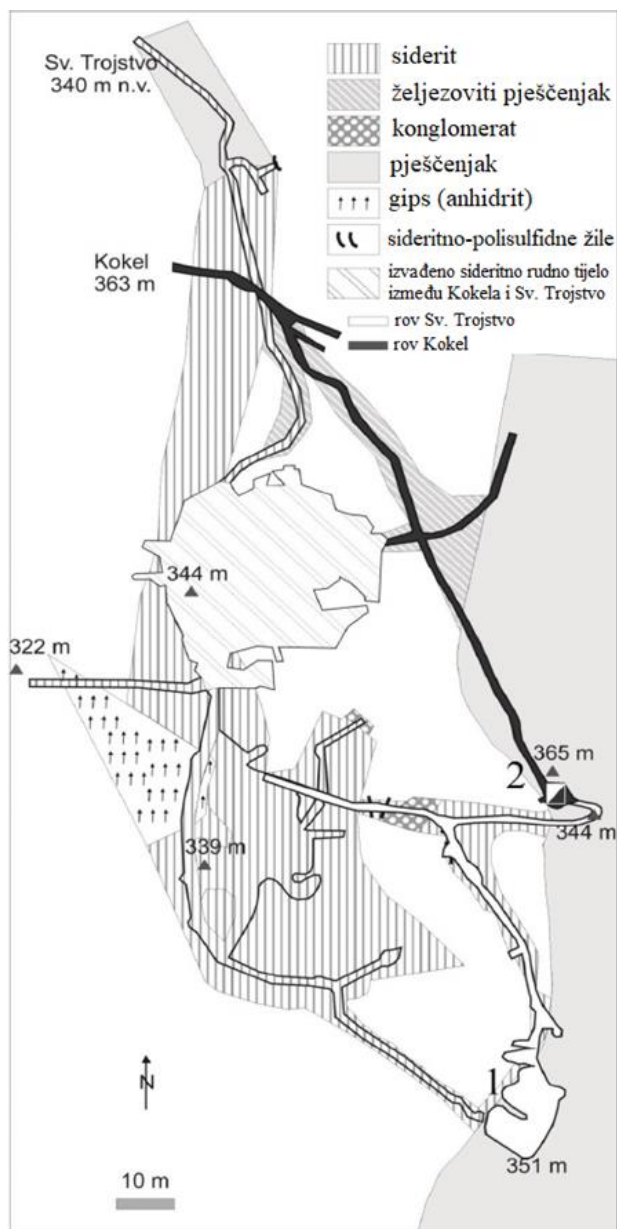 Sv. Trojstvo
340 m n.v.
siderit
željezoviti pješčenjak
konglomerat
pješčenjak
gips (anhidrit)
sideritno-polisulfidne žile
izvađeno sideritno rudno tijelo
između Kokela i Sv. Trojstvo
rov Sv. Trojstvo
rov Kokel
Kokel
363 m
344 m
322 m
365 m
2
344 m
339 m
1
N
351 m
10 m